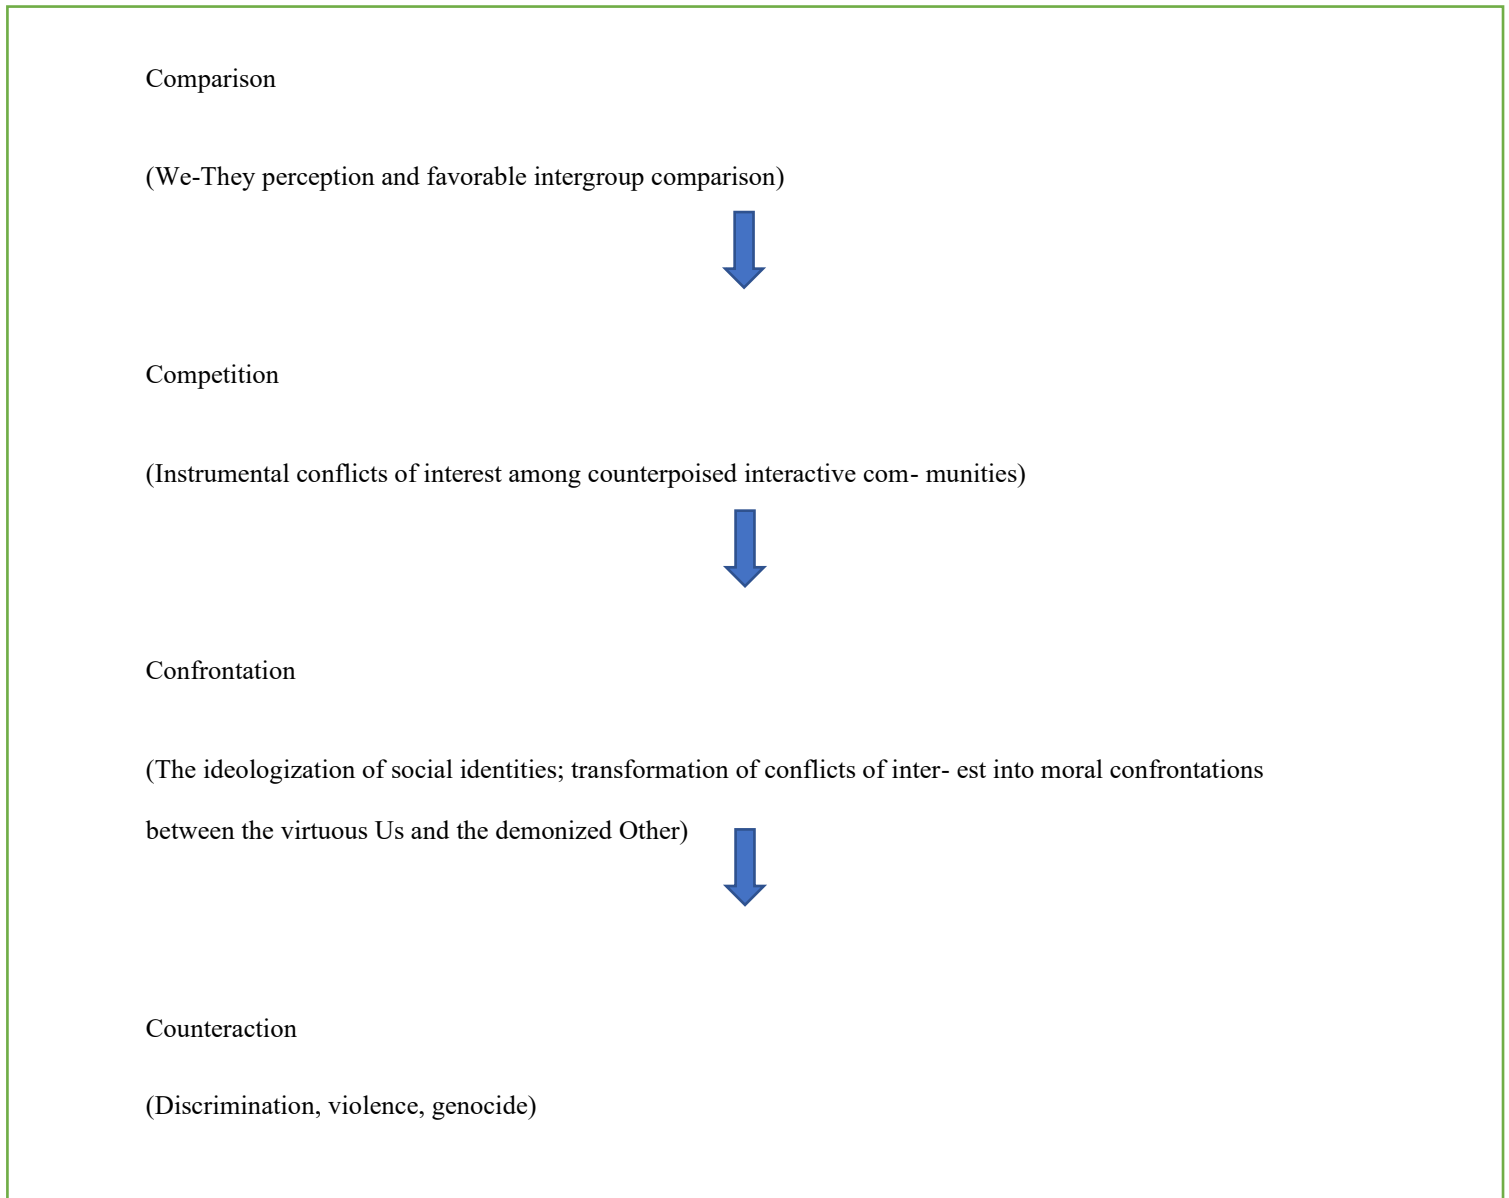 Comparison
(We-They perception and favorable intergroup comparison)
Competition
(Instrumental conflicts of interest among counterpoised interactive com- munities)
Confrontation
(The ideologization of social identities; transformation of conflicts of inter- est into moral confrontations
between the virtuous Us and the demonized Other)
Counteraction
(Discrimination, violence, genocide)